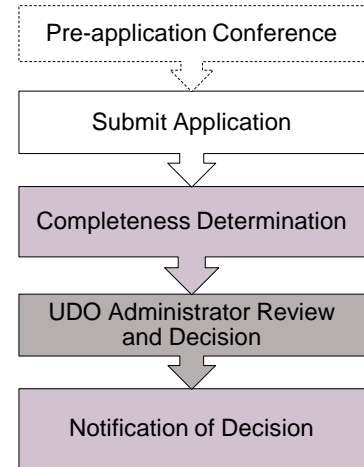 Pre-application Conference
Submit Application
Completeness Determination
UDO Administrator Review
and Decision
Notification of Decision